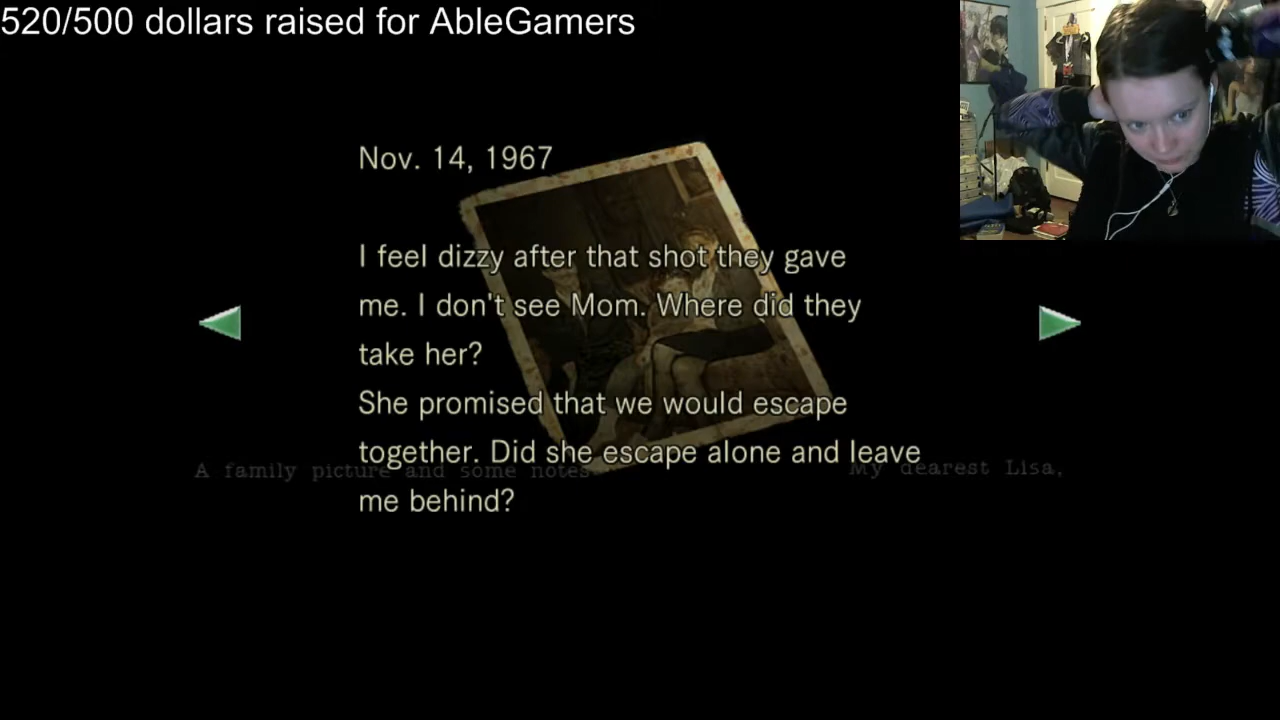 520/500 dollars raised for AbleGamers
Nov. 14, 1967
I feel dizzy after that shot they gave
me. I don't see Mom. Where did they
take her?
She promised that we would escape
together. Did she escape alone and leave
me behind?
A family picture and some notes
My dearest Lisa,